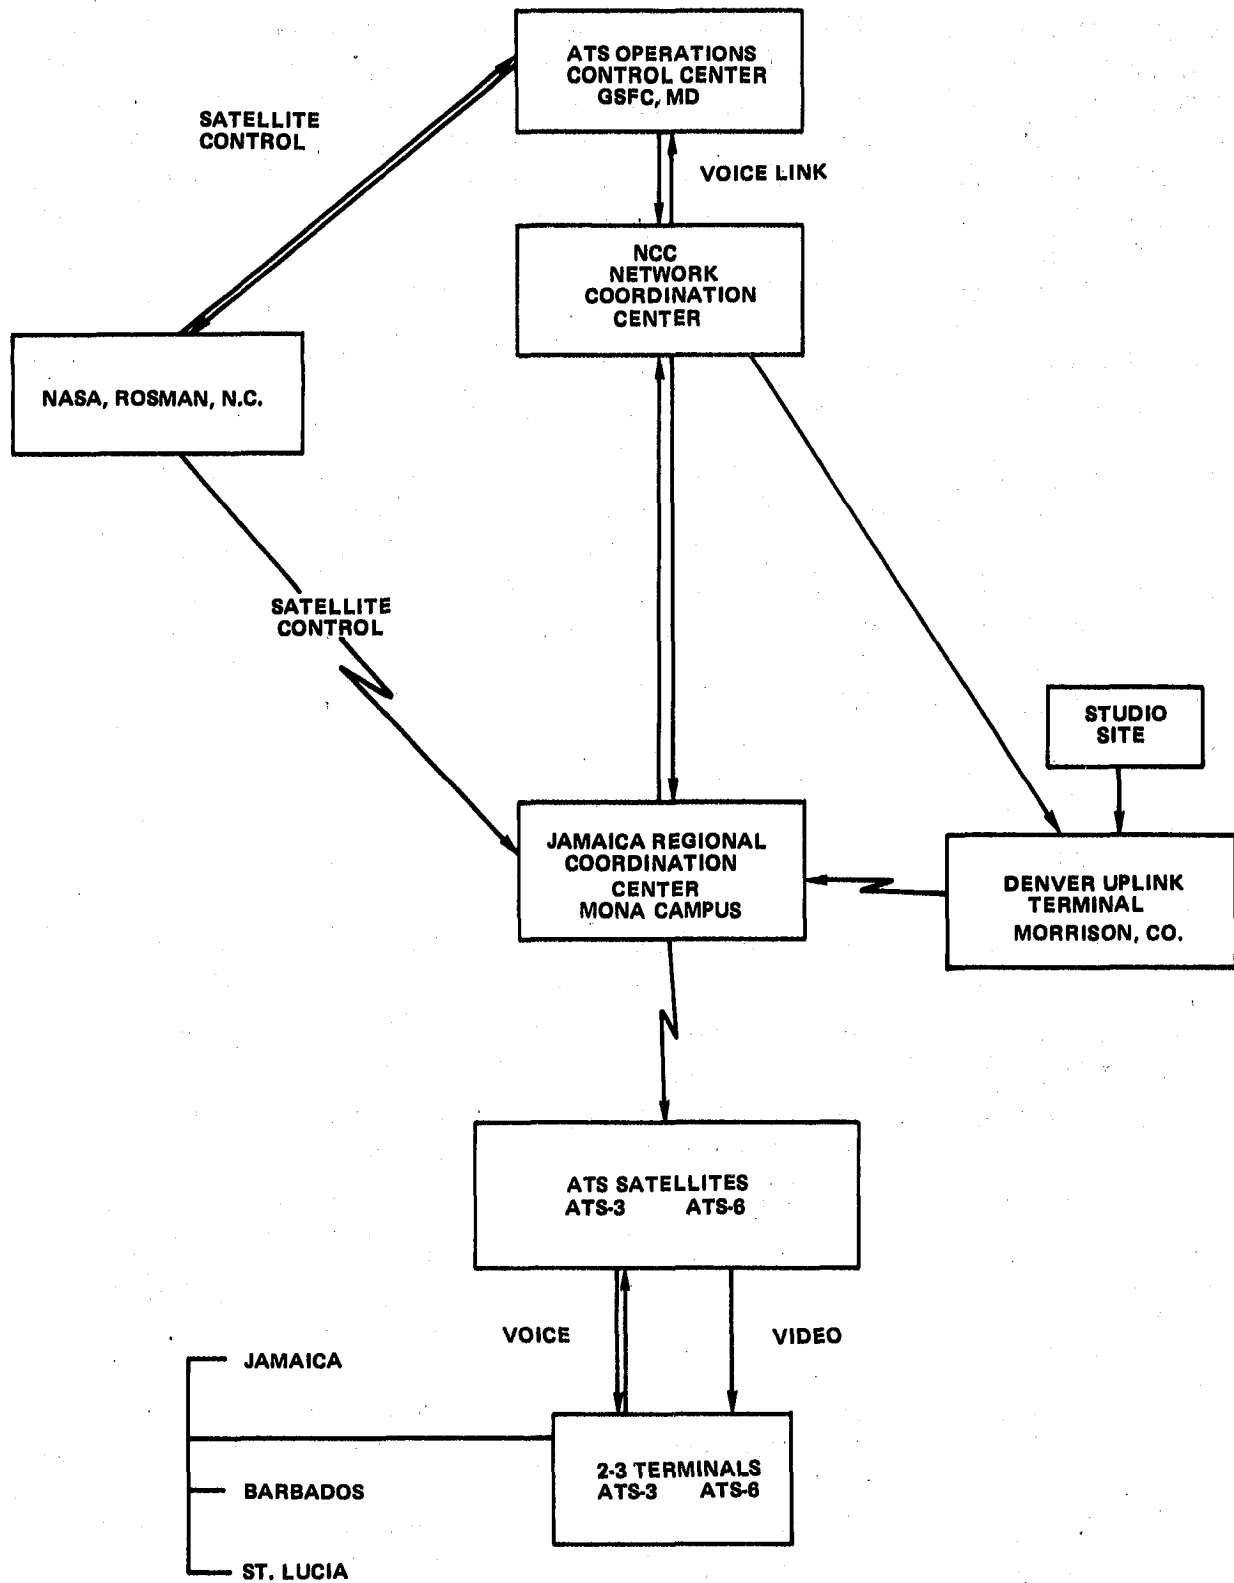 ATS OPERATIONS
CONTROL CENTER
GSFC, MD
SATELLITE
CONTROL
VOICE LINK
NCC
NETWORK
COORDINATION
CENTER
NASA, ROSMAN, N.C.
SATELLITE
CONTROL
STUDIO
SITE
JAMAICA REGIONAL
COORDINATION
CENTER
MONA CAMPUS
DENVER UPLINK
TERMINAL
MORRISON, CO.
ATS SATELLITES
ATS-3 ATS-6
VOICE
VIDEO
JAMAICA
2-3 TERMINALS
ATS-3 ATS-6
BARBADOS
ST. LUCIA